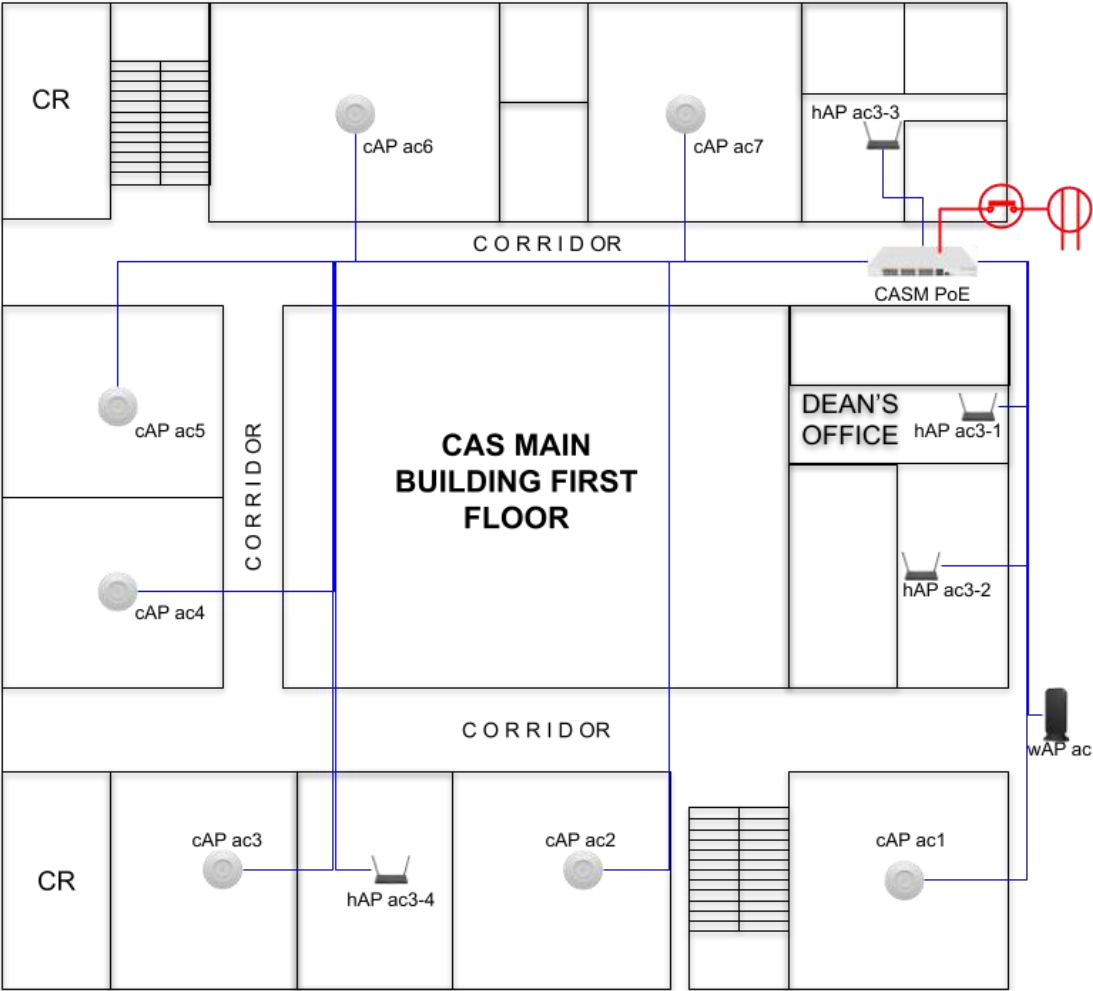 CR
cAP ac6
cAP ac7
hAP ac3-3
CORRIDOR
CASM PoE
cAP ac5
CORRIDOR
CAS MAIN
BUILDING FIRST
FLOOR
DEAN'S
OFFICE
hAP ac3-1
cAP ac4
hAP ac3-2
CORRIDOR
wAP ac
CR
cAP ac3
hAP ac3-4
cAP ac2
cAP ac1